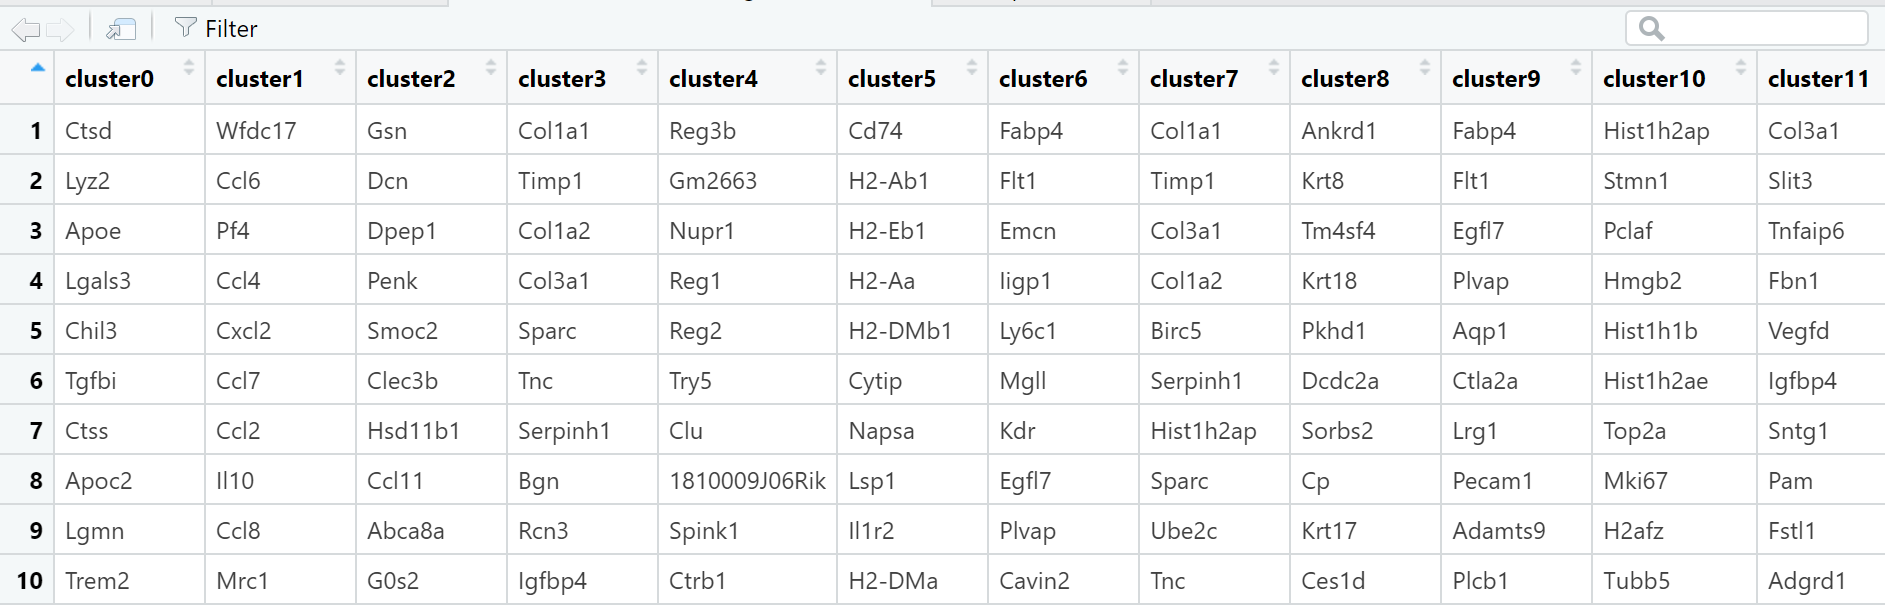 Filter
cluster0 cluster1 cluster2 cluster3 cluster4 cluster5 cluster6 cluster7 cluster8 cluster9 cluster10 cluster11
1 Ctsd Wfdc17 Gsn Col1a1 Reg3b Cd74 Fabp4 Col1a1 Ankrd1 Fabp4 Hist1h2ap Col3a1
2 Lyz2 Ccl6 Dcn Timp1 Gm2663 H2-Ab1 Flt1 Timp1 Krt8 Flt1 Stmn1 Slit3
3 Apoe Pf4 Dpep1 Col1a2 Nupr1 H2-Eb1 Emcn Col3a1 Tm4sf4 Egfl7 Pclaf Tnfaip6
4 Lgals3 Ccl4 Penk Col3a1 Reg1 H2-Aa Iigp1 Col1a2 Krt18 Plvap Hmgb2 Fbn1
5 Chil3 Cxcl2 Smoc2 Sparc Reg2 H2-DMb1 Ly6c1 Birc5 Pkhd1 Aqp1 Hist1h1b Vegfd
6 Tgfbi Ccl7 Clec3b Tnc Try5 Cytip Mgll Serpinh1 Dcdc2a Ctla2a Hist1h2ae Igfbp4
7 Ctss Ccl2 Hsd11b1 Serpinh1 Clu Napsa Kdr Hist1h2ap Sorbs2 Lrg1 Top2a Sntg1
8 Apoc2 Il10 Ccl11 Bgn 1810009J06Rik Lsp1 Egfl7 Sparc Cp Pecam1 Mki67 Pam
9 Lgmn Ccl8 Abca8a Rcn3 Spink1 Il1r2 Plvap Ube2c Krt17 Adamts9 H2afz Fstl1
10 Trem2 Mrc1 G0s2 Igfbp4 Ctrb1 H2-DMa Cavin2 Tnc Ces1d Plcb1 Tubb5 Adgrd1